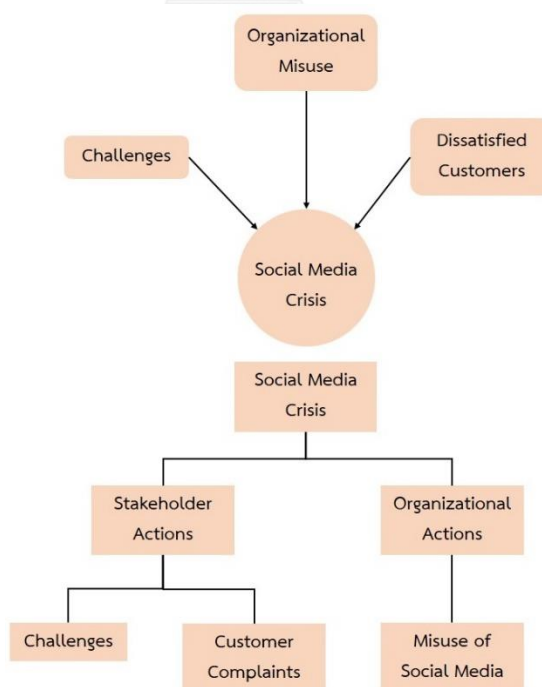 Organizational
Misuse
Challenges
Dissatisfied
Customers
Social Media
Crisis
Social Media
Crisis
Stakeholder
Actions
Organizational
Actions
Challenges
Customer
Complaints
Misuse of
Social Media